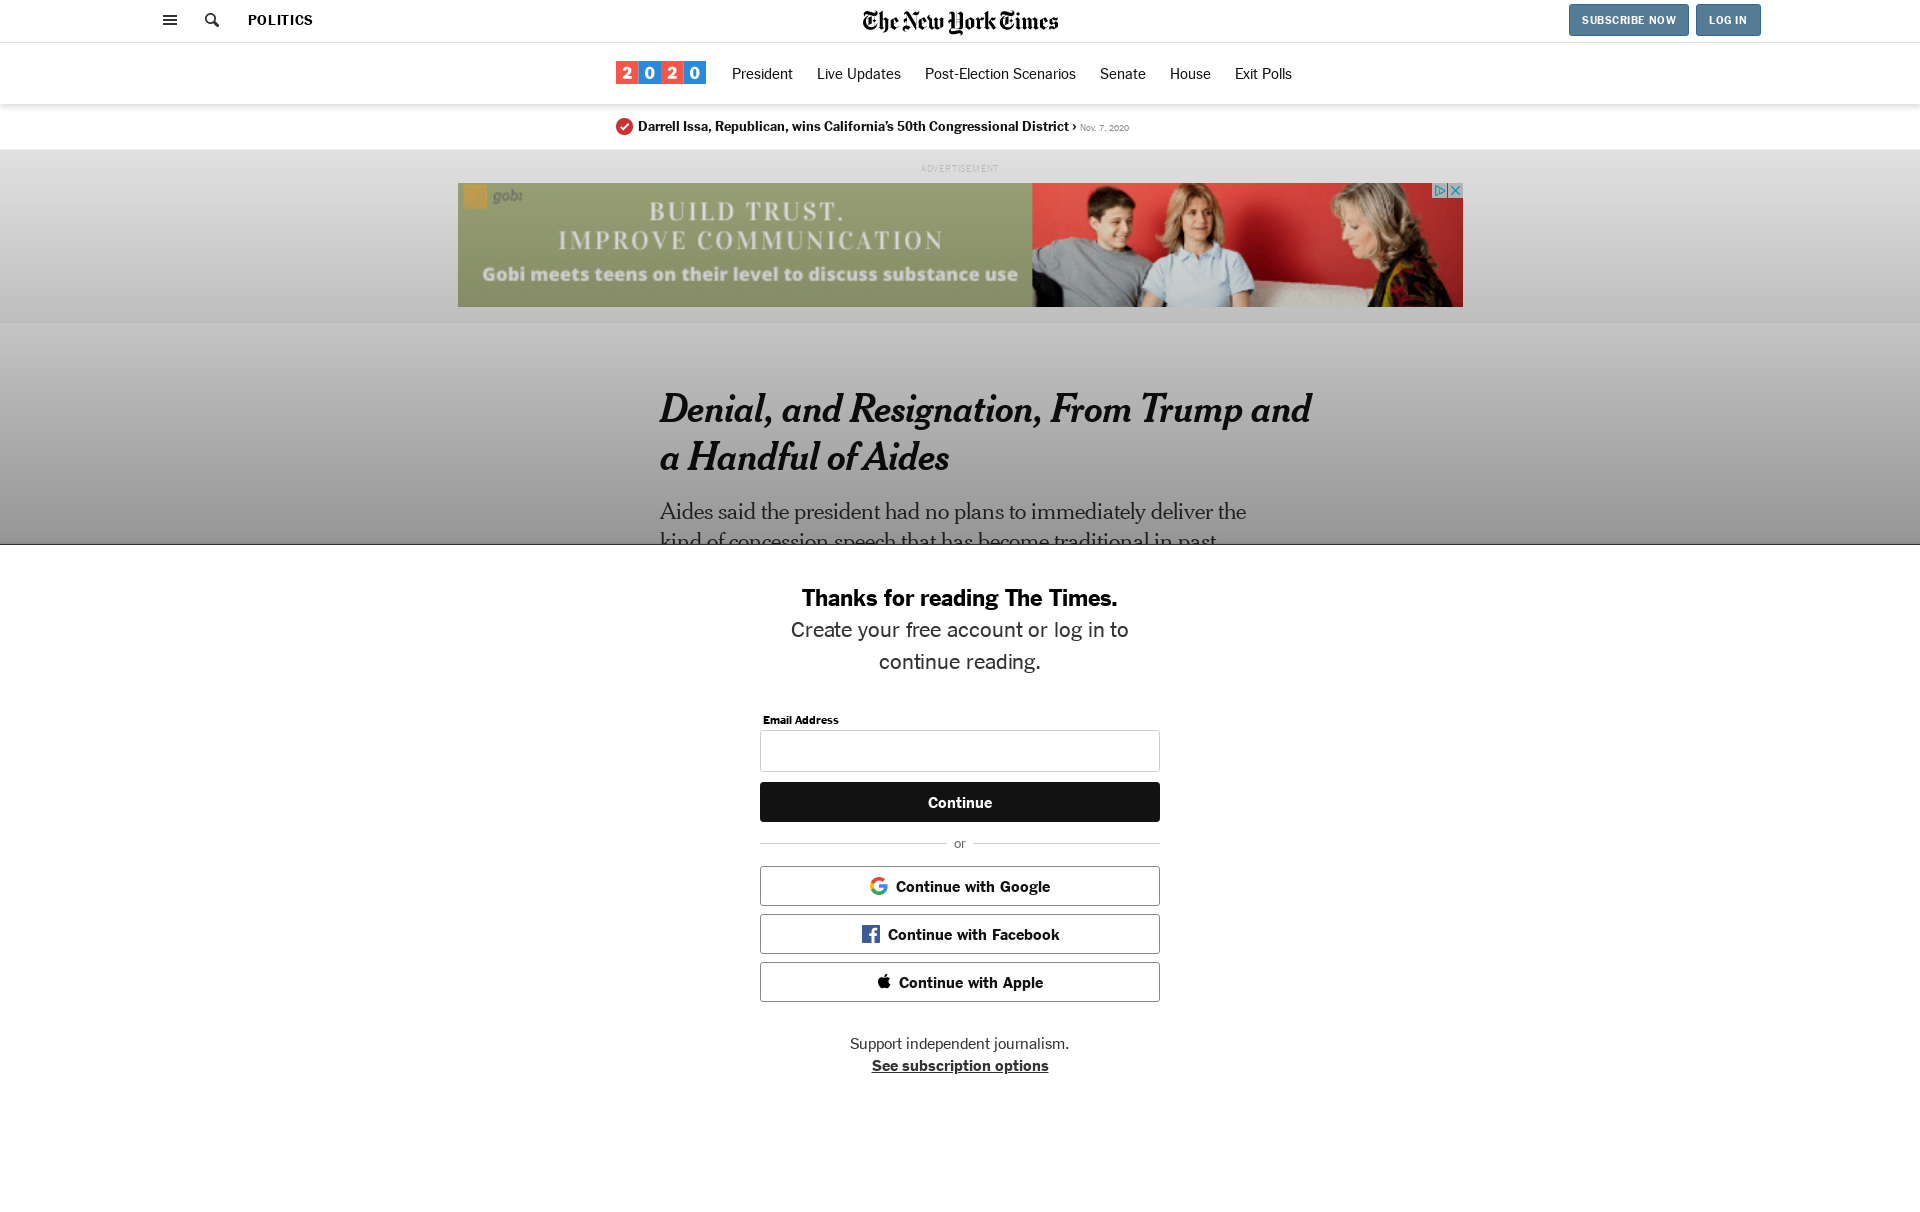 POLITICS
The New York Times
SUBSCRIBE NOW
LOG IN
2020
President
Live Updates
Post-Election Scenarios
Senate
House
Exit Polls
Darrell Issa, Republican, wins California’s 50th Congressional District › Nov. 7, 2020
ADVERTISEMENT
gobi
BUILD TRUST.
IMPROVE COMMUNICATION
Gobi meets teens on their level to discuss substance use
Denial, and Resignation, From Trump and
a Handful of Aides
Aides said the president had no plans to immediately deliver the
kind of concession speech that has become traditional in past
Thanks for reading The Times.
Create your free account or log in to
continue reading.
Email Address
Continue
or
Continue with Google
Continue with Facebook
Continue with Apple
Support independent journalism.
See subscription options